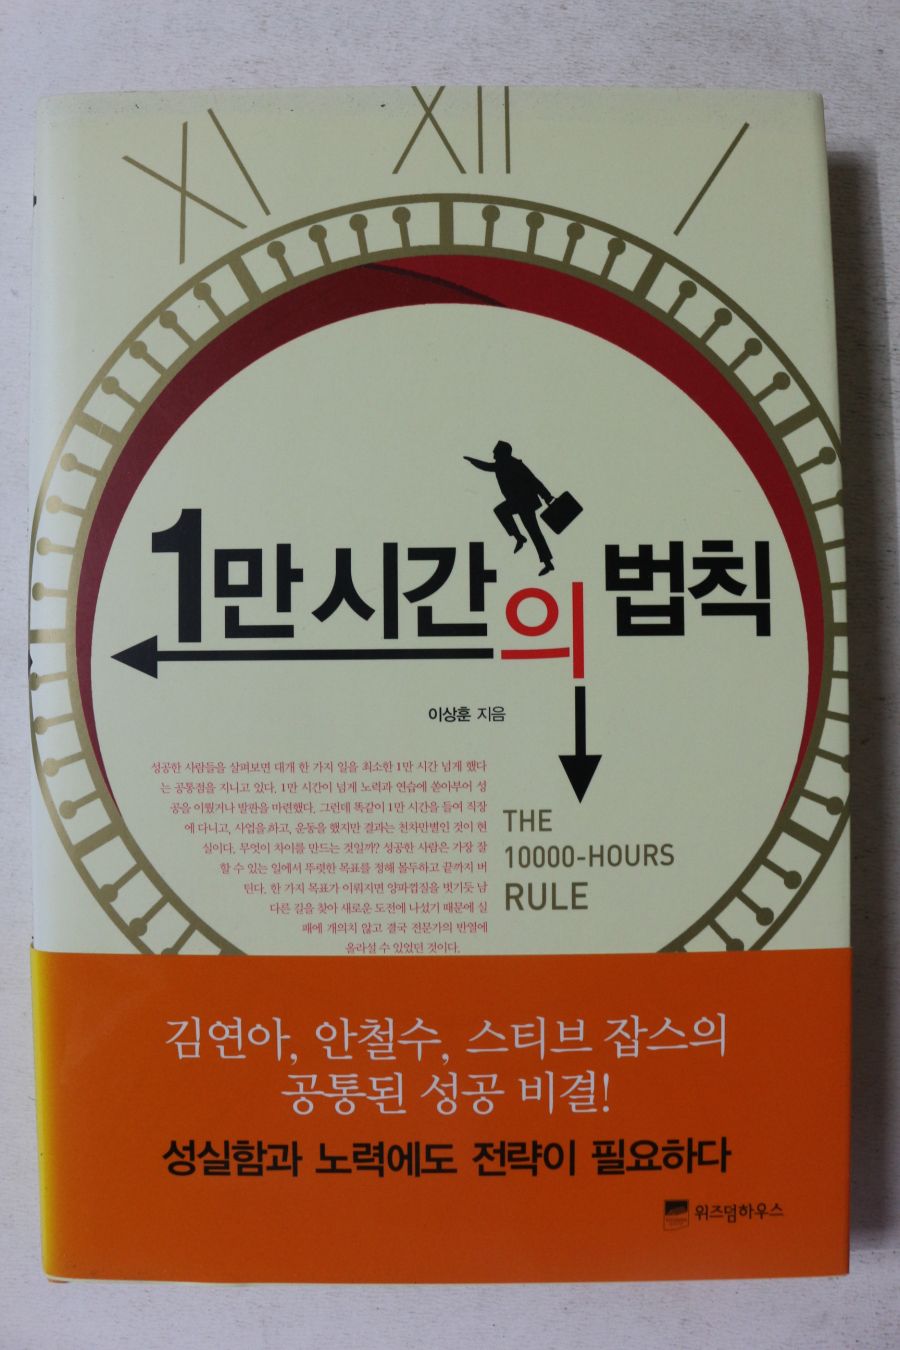 XI XII I
1만 시간의 법칙
이상훈 지음
성공한 사람들을 살펴보면 대개 한 가지 일을 최소한 1만 시간 넘게 했다
는 공통점을 지니고 있다. 1만 시간이 넘게 노력과 연습에 쏟아부어 성
공을 이뤘거나 발판을 마련했다. 그런데 똑같이 1만 시간을 들여 직장
에 다니고, 사업을 하고, 운동을 했지만 결과는 천차만별인 것이 현
실이다. 무엇이 차이를 만드는 것일까? 성공한 사람은 가장 잘
할 수 있는 일에서 뚜렷한 목표를 정해 몰두하고 끝까지 버
틴다. 한 가지 목표가 이뤄지면 양파껍질을 벗기듯 남
다른 길을 찾아 새로운 도전에 나섰기 때문에 실
패에 개의치 않고 결국 전문가의 반열에
올라설 수 있었던 것이다.
THE
10000-HOURS
RULE
김연아, 안철수, 스티브 잡스의
공통된 성공 비결!
성실함과 노력에도 전략이 필요하다
위즈덤하우스